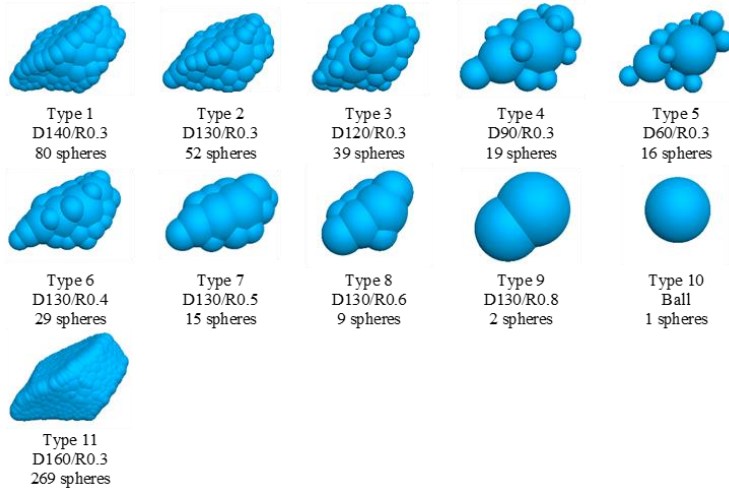 Type 1
D140/R0.3
80 spheres
Type 2
D130/R0.3
52 spheres
Type 3
D120/R0.3
39 spheres
Type 4
D90/R0.3
19 spheres
Type 5
D60/R0.3
16 spheres
Type 6
D130/R0.4
29 spheres
Type 7
D130/R0.5
15 spheres
Type 8
D130/R0.6
9 spheres
Type 9
D130/R0.8
2 spheres
Type 10
Ball
1 spheres
Type 11
D160/R0.3
269 spheres